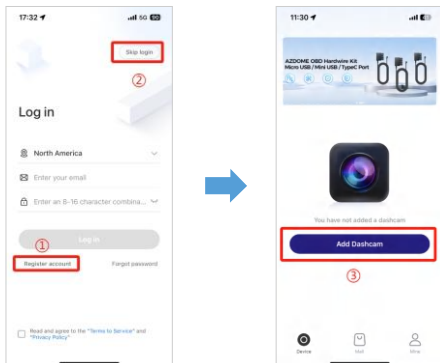 17:32
5G
Skip login
②
Log in
North America
Enter your email
Enter an 8-16 character combina...
Log in
①
Register account
Forgot password
Read and agree to the "Terms to Service" and
"Privacy Policy"
11:30
AZDOME OBD Hardwire Kit
Micro USB / Mini USB / TypeC Port
You have not added a dashcam
Add Dashcam
③
Mall
Mine